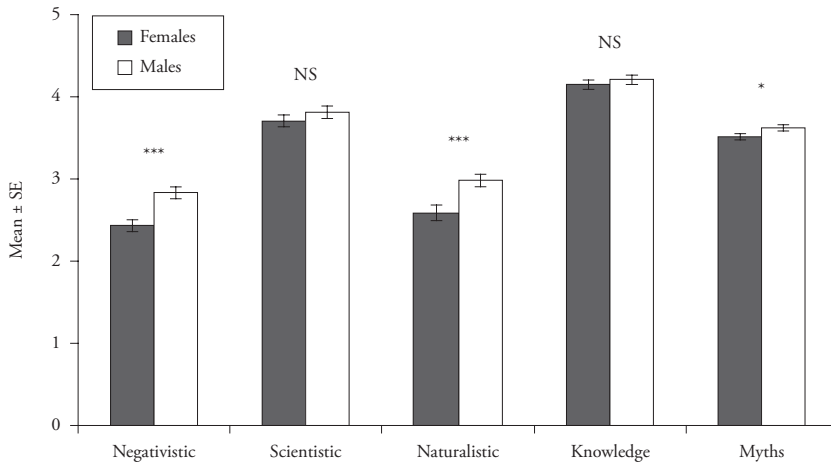 Females
Males
Mean ± SE
5
4
3
2
1
0
***
NS
***
NS
*
Negativistic
Scientistic
Naturalistic
Knowledge
Myths